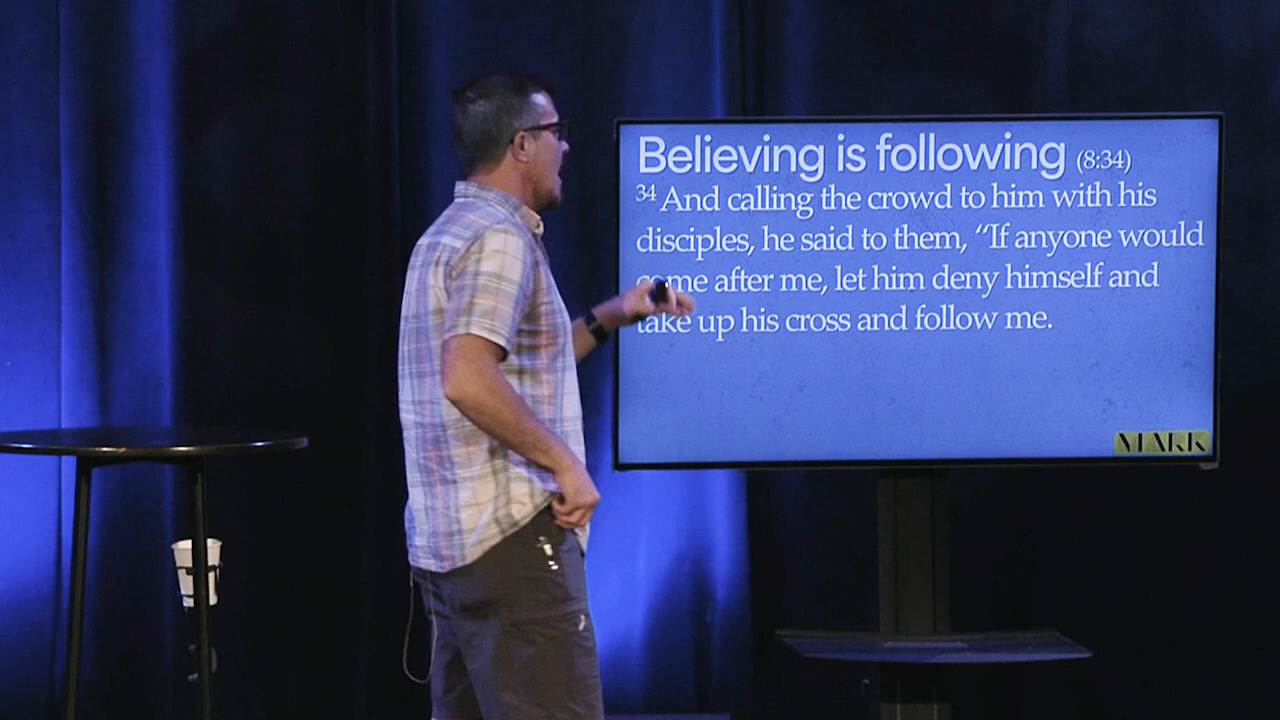 Believing is following (8:34)
34 And calling the crowd to him with his
disciples, he said to them, “If anyone would
come after me, let him deny himself and
take up his cross and follow me.
MARK